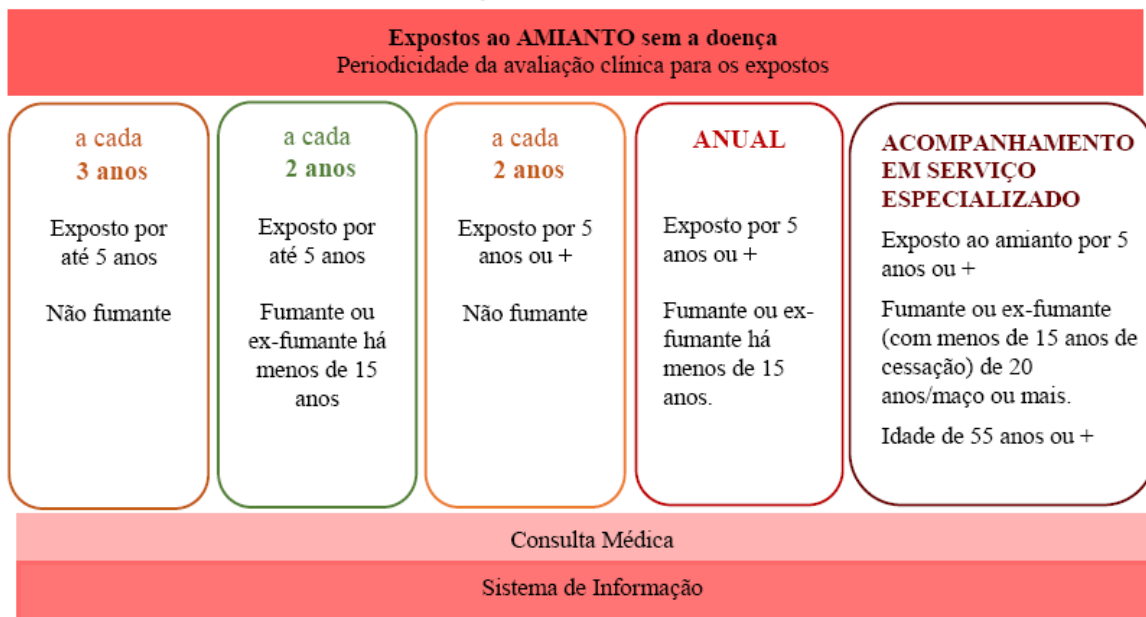 Expostos ao AMIANTO sem a doença
Periodicidade da avaliação clínica para os expostos
a cada
3 anos
Exposto por
até 5 anos
Não fumante
a cada
2 anos
Exposto por
até 5 anos
Fumante ou
ex-fumante há
menos de 15
anos
a cada
2 anos
Exposto por 5
anos ou +
Não fumante
ANUAL
Exposto por 5
anos ou +
Fumante ou ex-
fumante há
menos de 15
anos.
ACOMPANHAMENTO
EM SERVIÇO
ESPECIALIZADO
Exposto ao amianto por 5
anos ou +
Fumante ou ex-fumante
(com menos de 15 anos de
cessação) de 20
anos/maço ou mais.
Idade de 55 anos ou +
Consulta Médica
Sistema de Informação